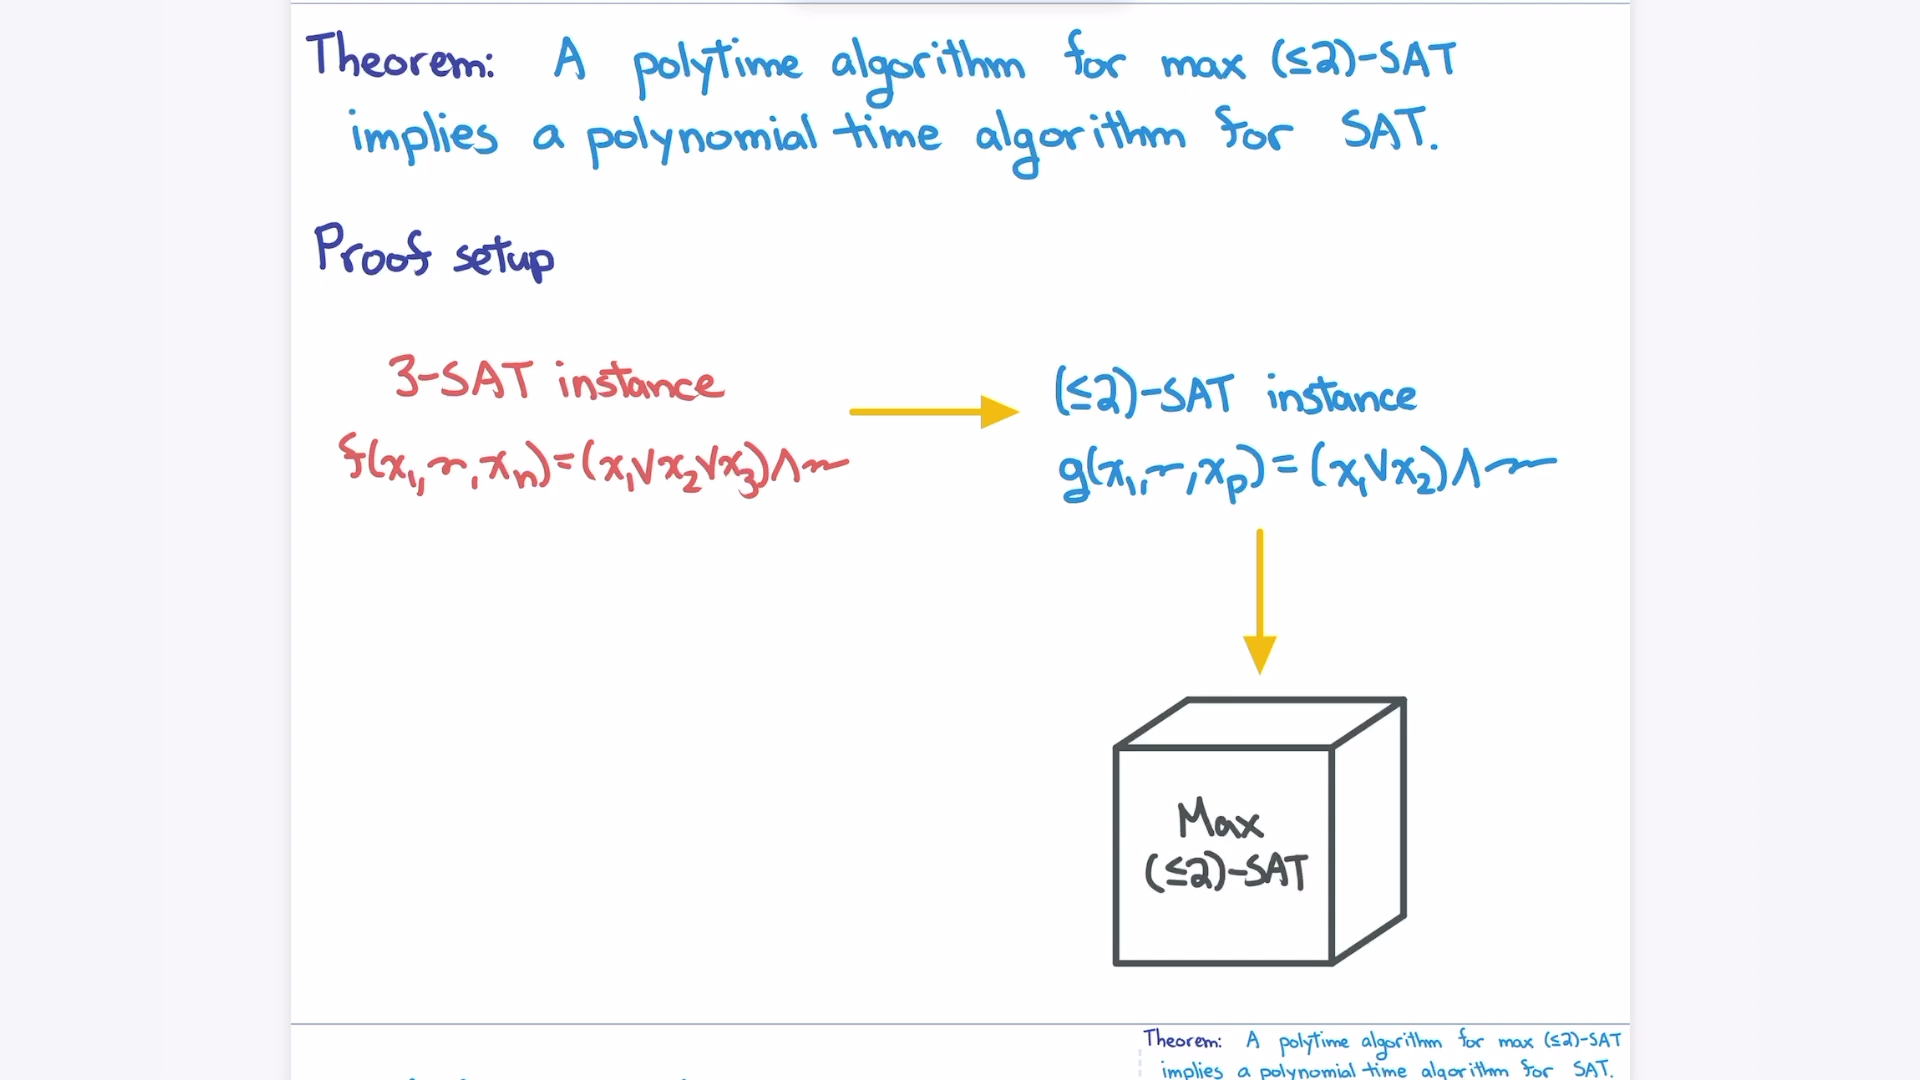 Theorem: A polytime algorithm for max (≤2)-SAT
implies a polynomial time algorithm for SAT.
Proof setup
3-SAT instance
f(x₁,~,xₙ)=(x₁∨x₂∨x₃)∧~
(≤2)-SAT instance
g(x₁,~,xₚ)=(x₁∨x₂)∧~
Max
(≤2)-SAT
Theorem: A polytime algorithm for max (≤2)-SAT
implies a polynomial time algorithm for SAT.